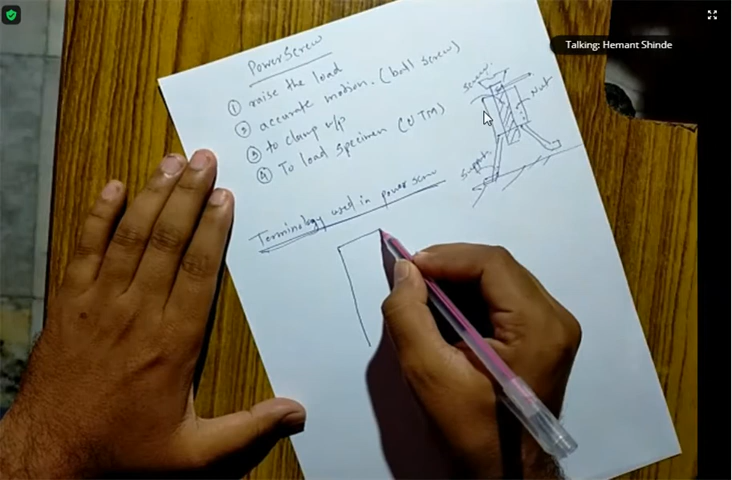 Talking: Hemant Shinde
Power Screw
① raise the load
② accurate motion. (ball screw)
③ to clamp w/p
④ To load specimen (UTM)
Screw.
Nut
Support
Terminology used in power screw